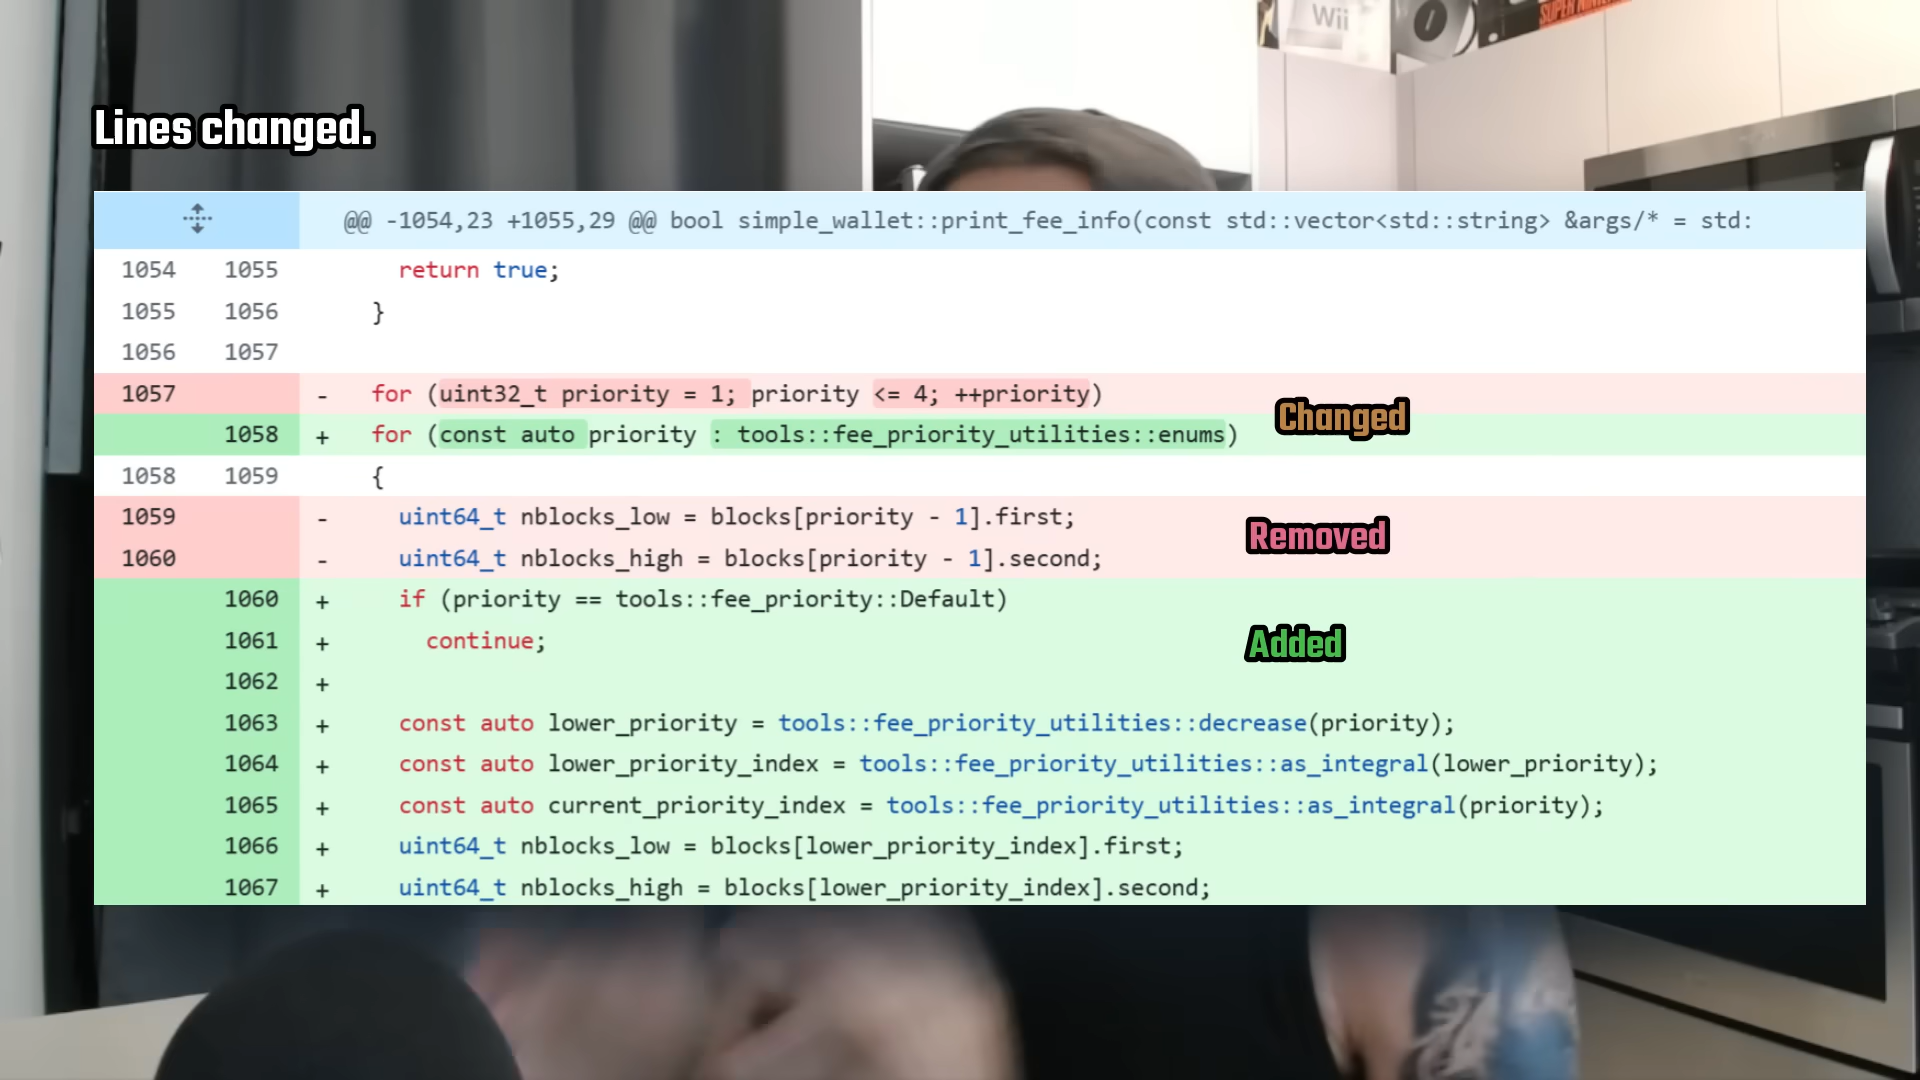 Wii
SUPER NIN
Lines changed.
@@ -1054,23 +1055,29 @@ bool simple_wallet::print_fee_info(const std::vector<std::string> &args/* = std:
1054 1055 return true;
1055 1056 }
1056 1057
1057 - for (uint32_t priority = 1; priority <= 4; ++priority)
Changed
1058 + for (const auto priority : tools::fee_priority_utilities::enums)
1058 1059 {
1059 - uint64_t nblocks_low = blocks[priority - 1].first;
Removed
1060 - uint64_t nblocks_high = blocks[priority - 1].second;
1060 + if (priority == tools::fee_priority::Default)
1061 + continue;
Added
1062 +
1063 + const auto lower_priority = tools::fee_priority_utilities::decrease(priority);
1064 + const auto lower_priority_index = tools::fee_priority_utilities::as_integral(lower_priority);
1065 + const auto current_priority_index = tools::fee_priority_utilities::as_integral(priority);
1066 + uint64_t nblocks_low = blocks[lower_priority_index].first;
1067 + uint64_t nblocks_high = blocks[lower_priority_index].second;